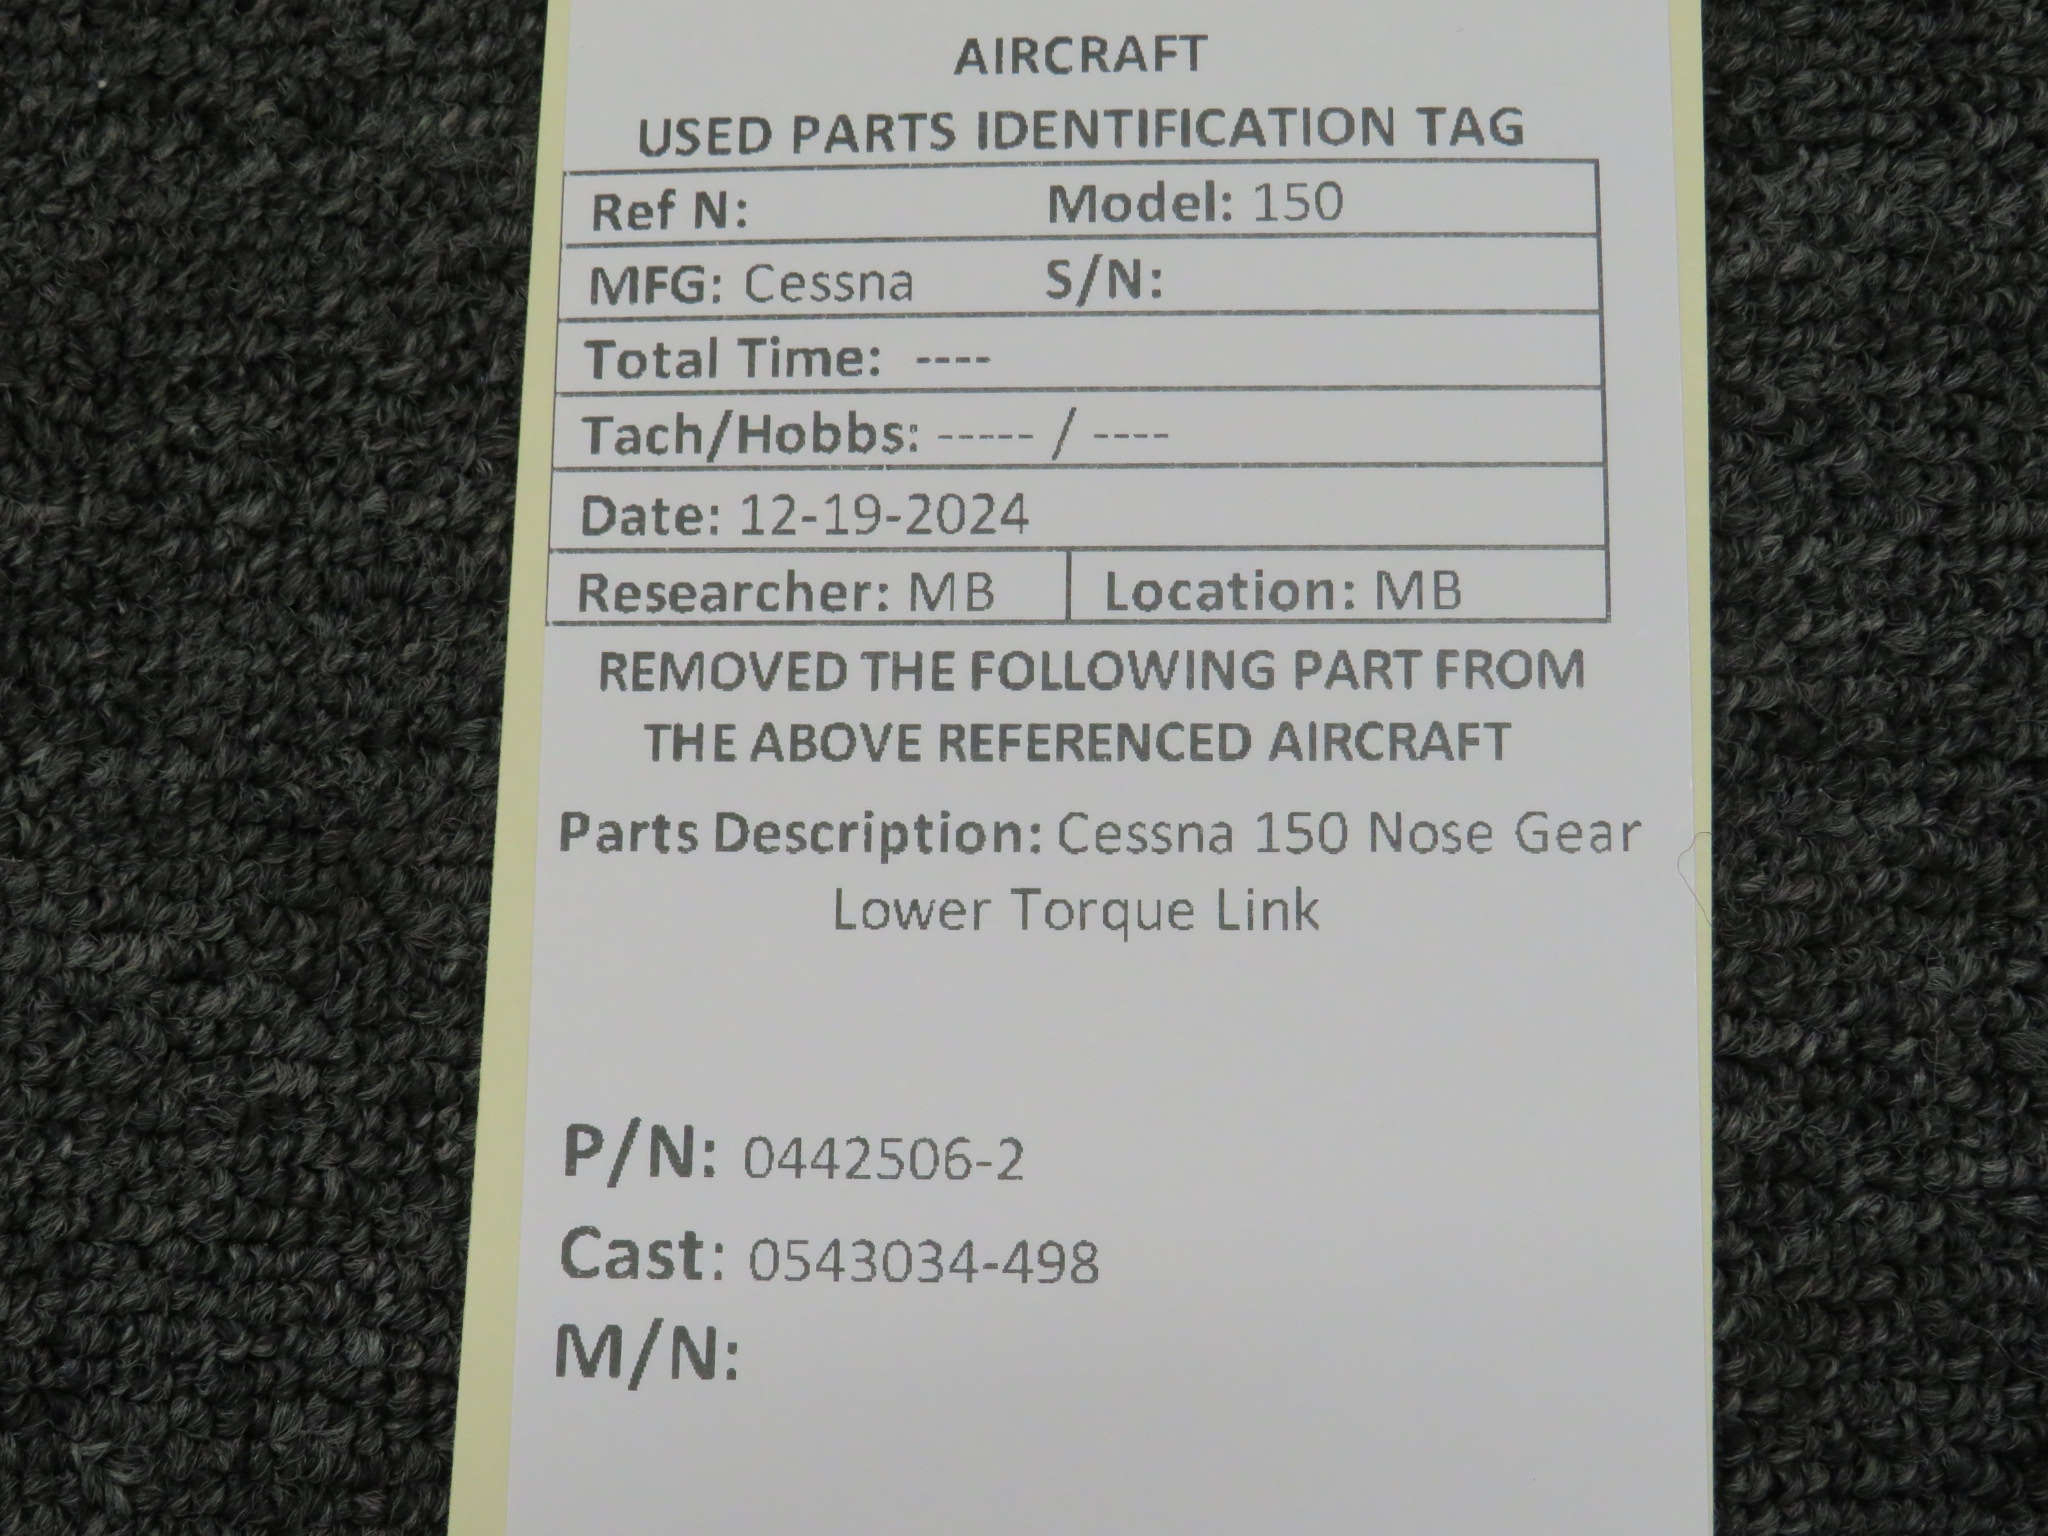 AIRCRAFT
USED PARTS IDENTIFICATION TAG
Ref N: Model: 150
MFG: Cessna S/N:
Total Time: ----
Tach/Hobbs: ----- / ----
Date: 12-19-2024
Researcher: MB Location: MB
REMOVED THE FOLLOWING PART FROM
THE ABOVE REFERENCED AIRCRAFT
Parts Description: Cessna 150 Nose Gear
Lower Torque Link
P/N: 0442506-2
Cast: 0543034-498
M/N: